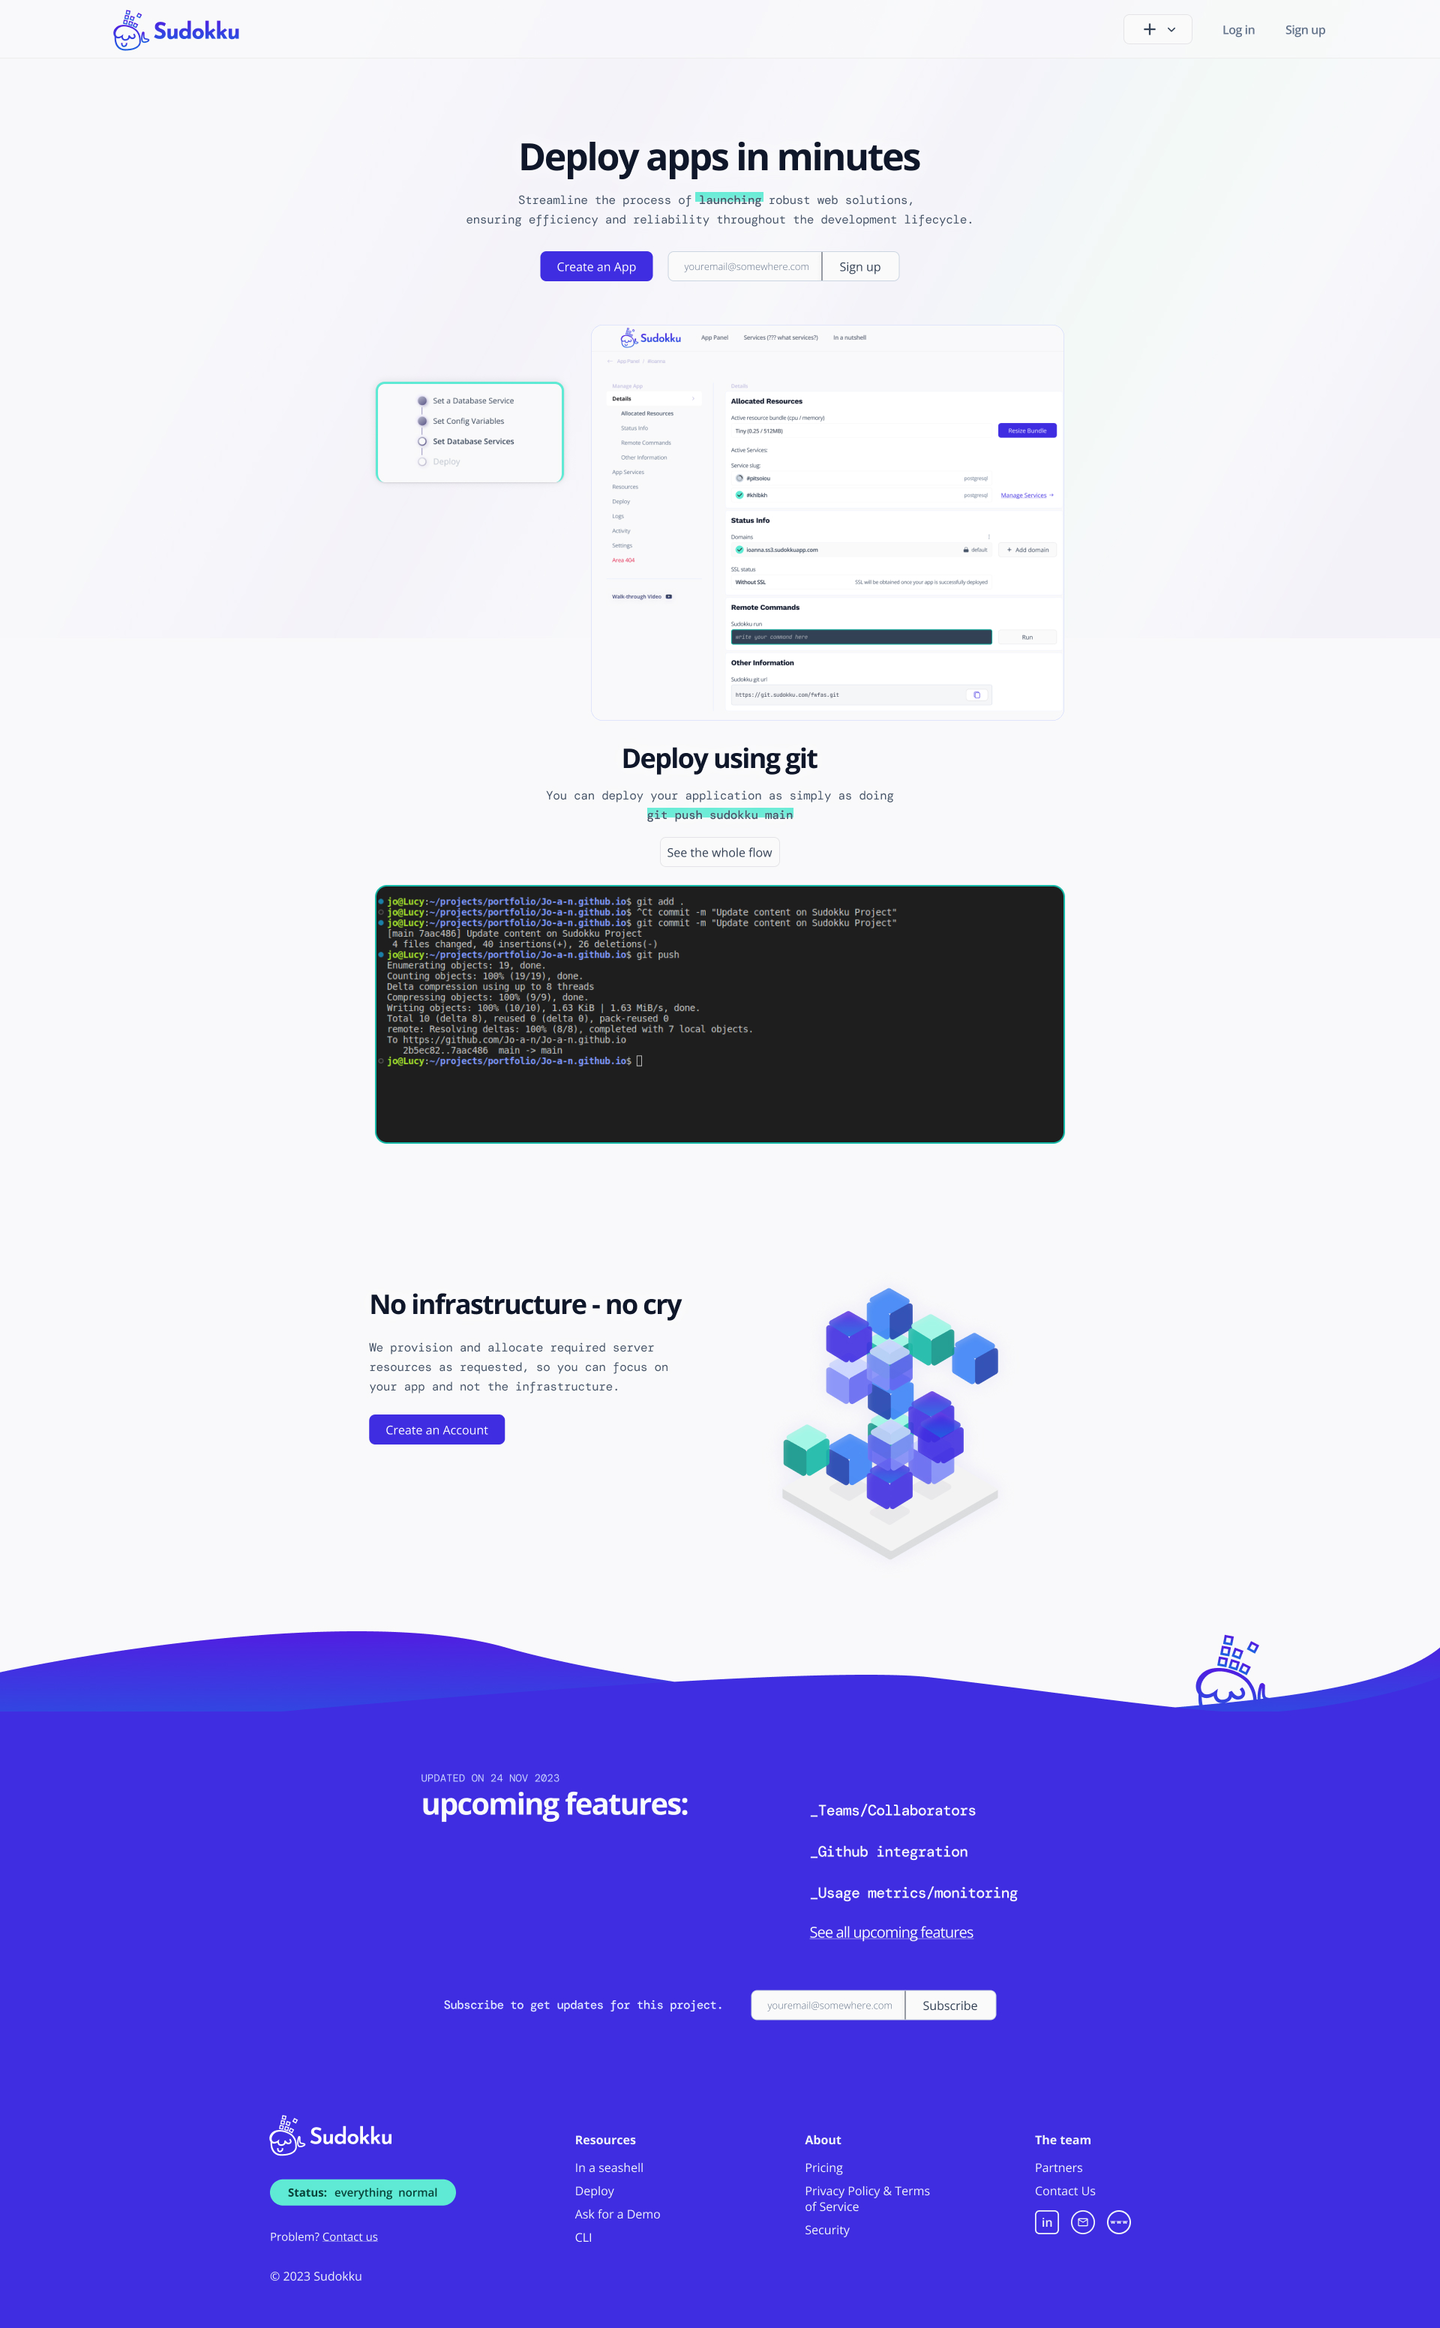 Sudokku
Log in
Sign up
Deploy apps in minutes
Streamline the process of launching robust web solutions,
ensuring efficiency and reliability throughout the development lifecycle.
Create an App
youremail@somewhere.com
Sign up
Set a Database Service
Set Config Variables
Set Database Services
Deploy
Sudokku
App Panel
Services (??? what services?)
In a nutshell
App Panel / #ioanna
Manage App
Details
Allocated Resources
Status Info
Remote Commands
Other Information
App Services
Resources
Deploy
Logs
Activity
Settings
Area 404
Walk-through Video
Details
Allocated Resources
Active resource bundle (cpu / memory)
Tiny (0.25 / 512MB)
Resize Bundle
Active Services:
Service slug:
#pitsoiou
postgresql
#khibkh
postgresql
Manage Services →
Status Info
Domains
ioanna.ss3.sudokkuapp.com
default
+ Add domain
SSL status
Without SSL
SSL will be obtained once your app is successfully deployed
Remote Commands
Sudokku run
write your command here
Run
Other Information
Sudokku git url
https://git.sudokku.com/fwfas.git
Deploy using git
You can deploy your application as simply as doing
git push sudokku main
See the whole flow
jo@Lucy:~/projects/portfolio/Jo-a-n.github.io$ git add .
jo@Lucy:~/projects/portfolio/Jo-a-n.github.io$ ^Ct commit -m "Update content on Sudokku Project"
jo@Lucy:~/projects/portfolio/Jo-a-n.github.io$ git commit -m "Update content on Sudokku Project"
[main 7aac486] Update content on Sudokku Project
4 files changed, 40 insertions(+), 26 deletions(-)
jo@Lucy:~/projects/portfolio/Jo-a-n.github.io$ git push
Enumerating objects: 19, done.
Counting objects: 100% (19/19), done.
Delta compression using up to 8 threads
Compressing objects: 100% (9/9), done.
Writing objects: 100% (10/10), 1.63 KiB | 1.63 MiB/s, done.
Total 10 (delta 8), reused 0 (delta 0), pack-reused 0
remote: Resolving deltas: 100% (8/8), completed with 7 local objects.
To https://github.com/Jo-a-n/Jo-a-n.github.io
2b5ec82..7aac486  main -> main
jo@Lucy:~/projects/portfolio/Jo-a-n.github.io$
No infrastructure - no cry
We provision and allocate required server
resources as requested, so you can focus on
your app and not the infrastructure.
Create an Account
UPDATED ON 24 NOV 2023
upcoming features:
_Teams/Collaborators
_Github integration
_Usage metrics/monitoring
See all upcoming features
Subscribe to get updates for this project.
youremail@somewhere.com
Subscribe
Sudokku
Status: everything normal
Problem? Contact us
© 2023 Sudokku
Resources
In a seashell
Deploy
Ask for a Demo
CLI
About
Pricing
Privacy Policy & Terms
of Service
Security
The team
Partners
Contact Us
in
www